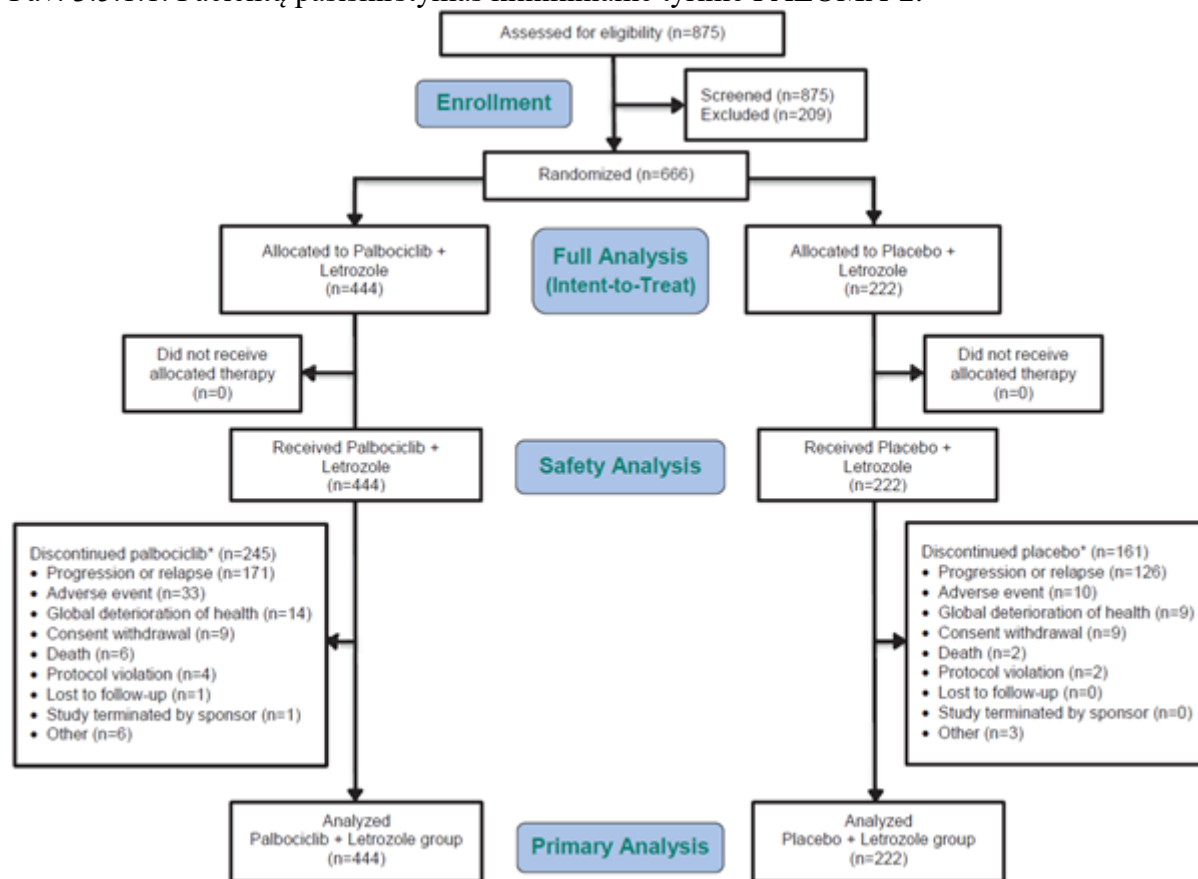 Pacientų pasiskirstymas
Assessed for eligibility (n=875)
Enrollment
Screened (n=875)
Excluded (n=209)
Randomized (n=666)
Allocated to Palbociclib +
Letrozole
(n=444)
Full Analysis
(Intent-to-Treat)
Allocated to Placebo +
Letrozole
(n=222)
Did not receive
allocated therapy
(n=0)
Did not receive
allocated therapy
(n=0)
Received Palbociclib +
Letrozole
(n=444)
Safety Analysis
Received Placebo +
Letrozole
(n=222)
Discontinued palbociclib* (n=245)
• Progression or relapse (n=171)
• Adverse event (n=33)
• Global deterioration of health (n=14)
• Consent withdrawal (n=9)
• Death (n=6)
• Protocol violation (n=4)
• Lost to follow-up (n=1)
• Study terminated by sponsor (n=1)
• Other (n=6)
Discontinued placebo* (n=161)
• Progression or relapse (n=126)
• Adverse event (n=10)
• Global deterioration of health (n=9)
• Consent withdrawal (n=9)
• Death (n=2)
• Protocol violation (n=2)
• Lost to follow-up (n=0)
• Study terminated by sponsor (n=0)
• Other (n=3)
Analyzed
Palbociclib + Letrozole group
(n=444)
Primary Analysis
Analyzed
Placebo + Letrozole group
(n=222)